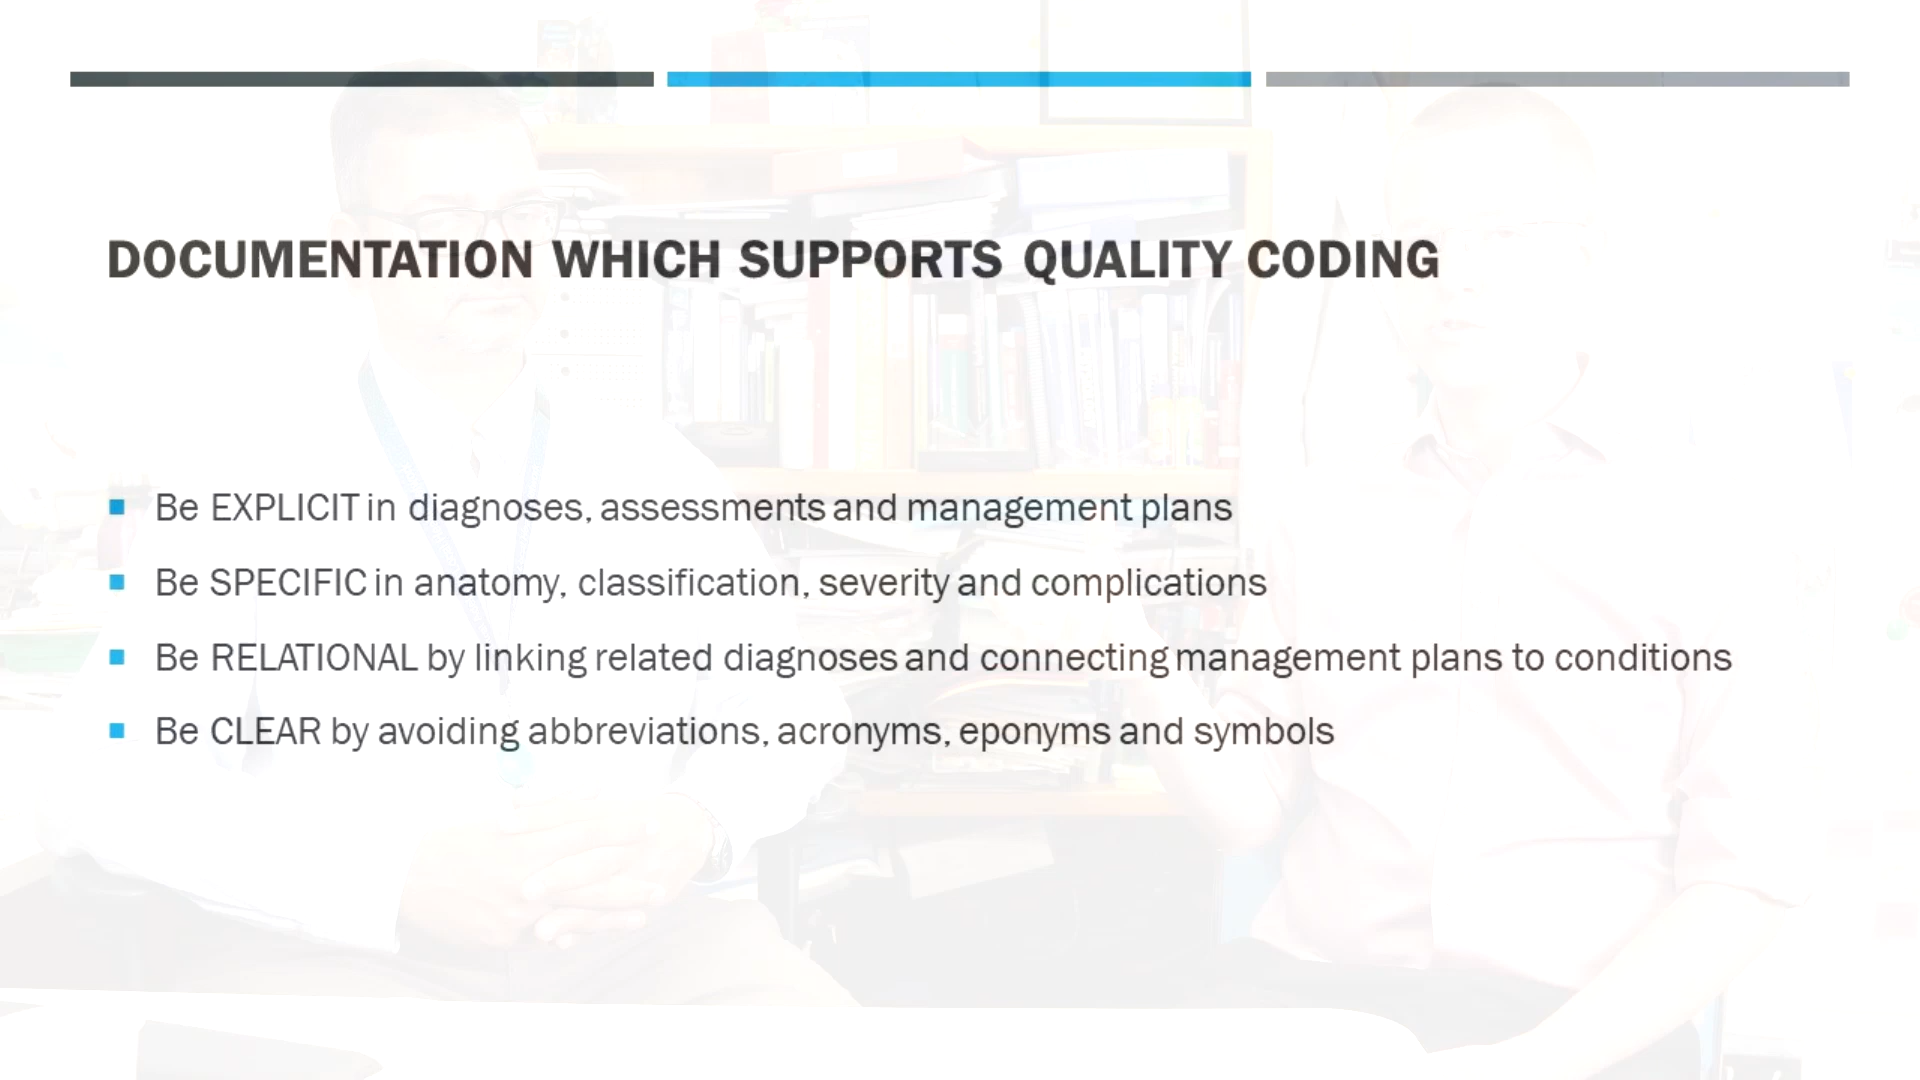 DOCUMENTATION WHICH SUPPORTS QUALITY CODING
Be EXPLICIT in diagnoses, assessments and management plans
Be SPECIFIC in anatomy, classification, severity and complications
Be RELATIONAL by linking related diagnoses and connecting management plans to conditions
Be CLEAR by avoiding abbreviations, acronyms, eponyms and symbols